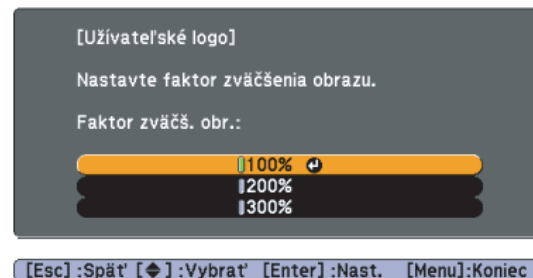 [Užívateľské logo]
Nastavte faktor zväčšenia obrazu.
Faktor zväčš. obr.:
100%
200%
300%
[Esc] :Späť [◆] :Vybrať [Enter] :Nast. [Menu]:Koniec